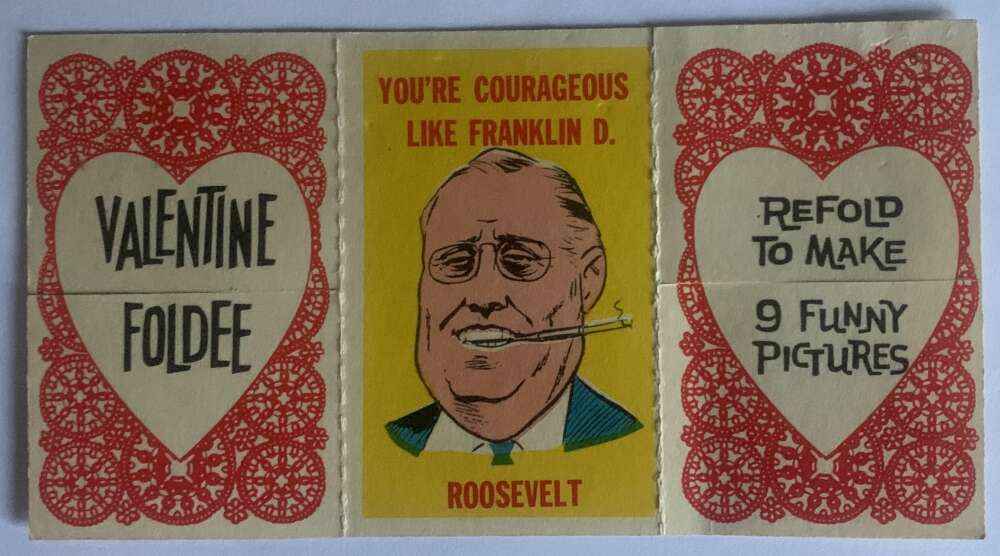 VALENTINE
FOLDEE
YOU'RE COURAGEOUS
LIKE FRANKLIN D.
ROOSEVELT
REFOLD
TO MAKE
9 FUNNY
PICTURES